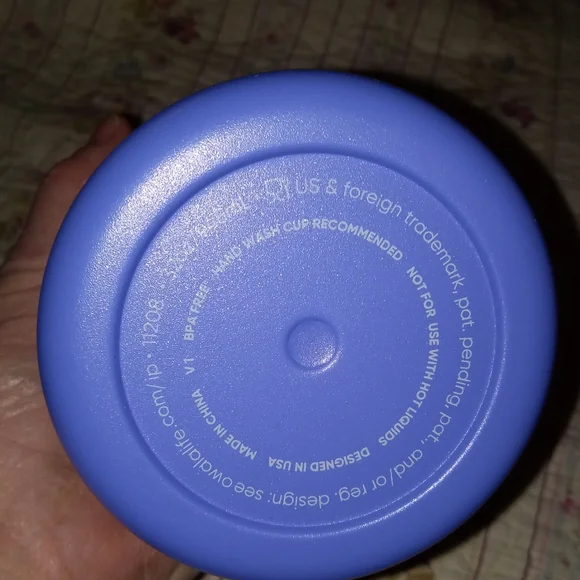 US & foreign trademark, pat. pending, pat., and/or reg. design: see owalalife.com/ip • 11208
HAND WASH CUP RECOMMENDED
NOT FOR USE WITH HOT LIQUIDS
DESIGNED IN USA
MADE IN CHINA
V1
BPA FREE